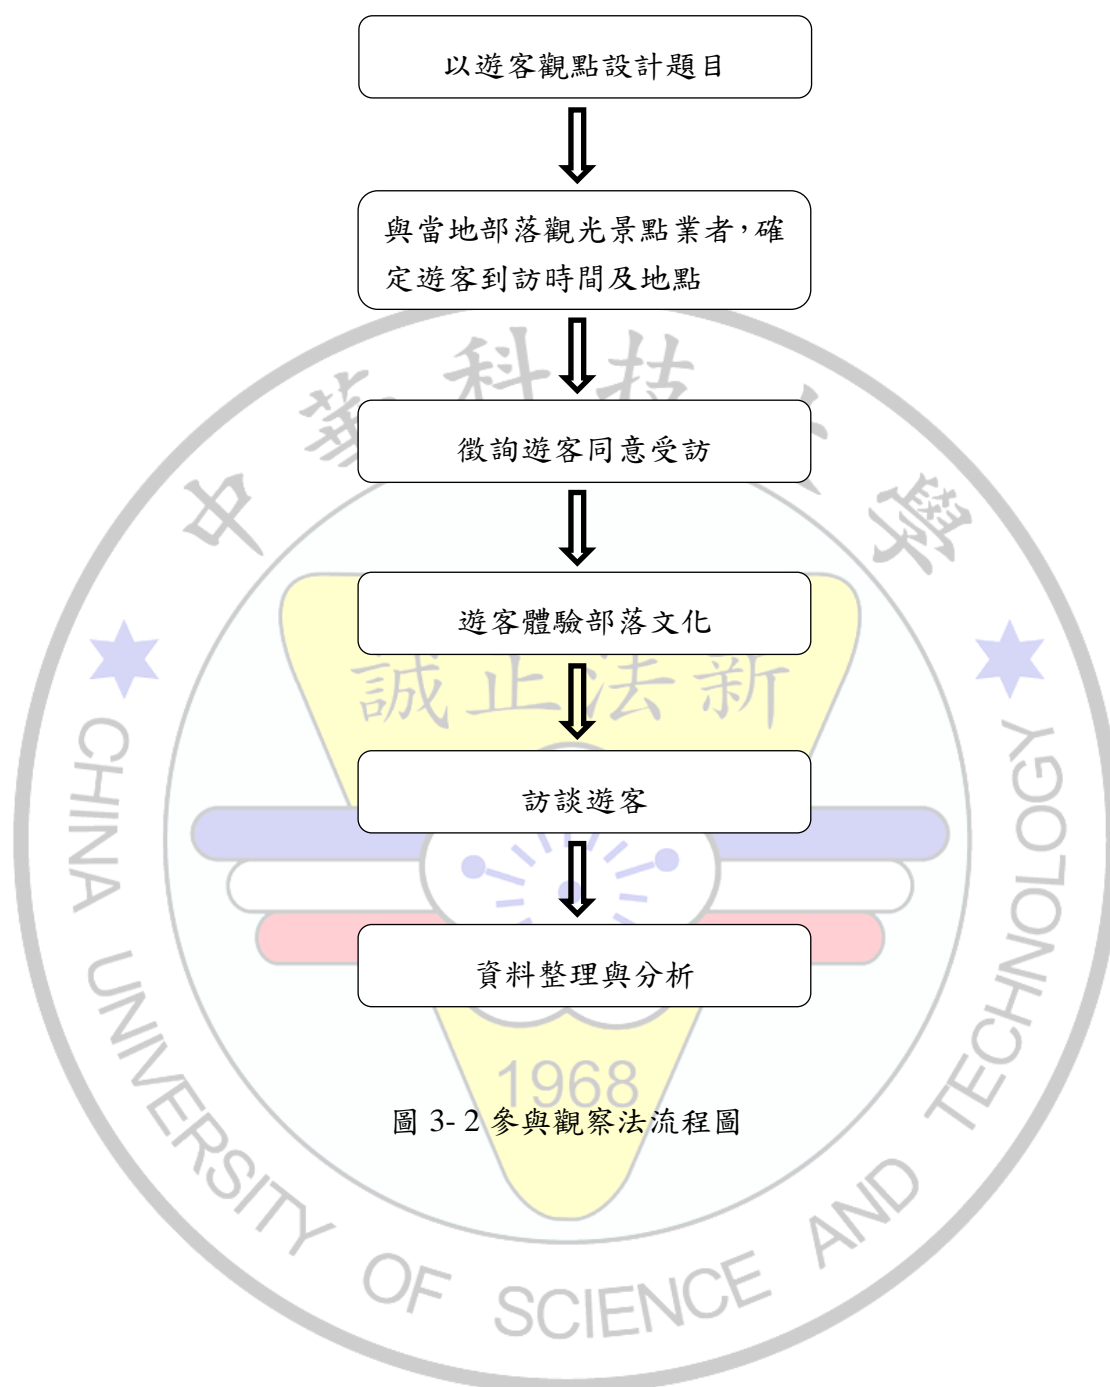 以遊客觀點設計題目
與當地部落觀光景點業者,確
定遊客到訪時間及地點
中華科技大學
徵詢遊客同意受訪
遊客體驗部落文化
誠正法新
訪談遊客
資料整理與分析
1968
圖 3- 2 參與觀察法流程圖
CHINA UNIVERSITY OF SCIENCE AND TECHNOLOGY